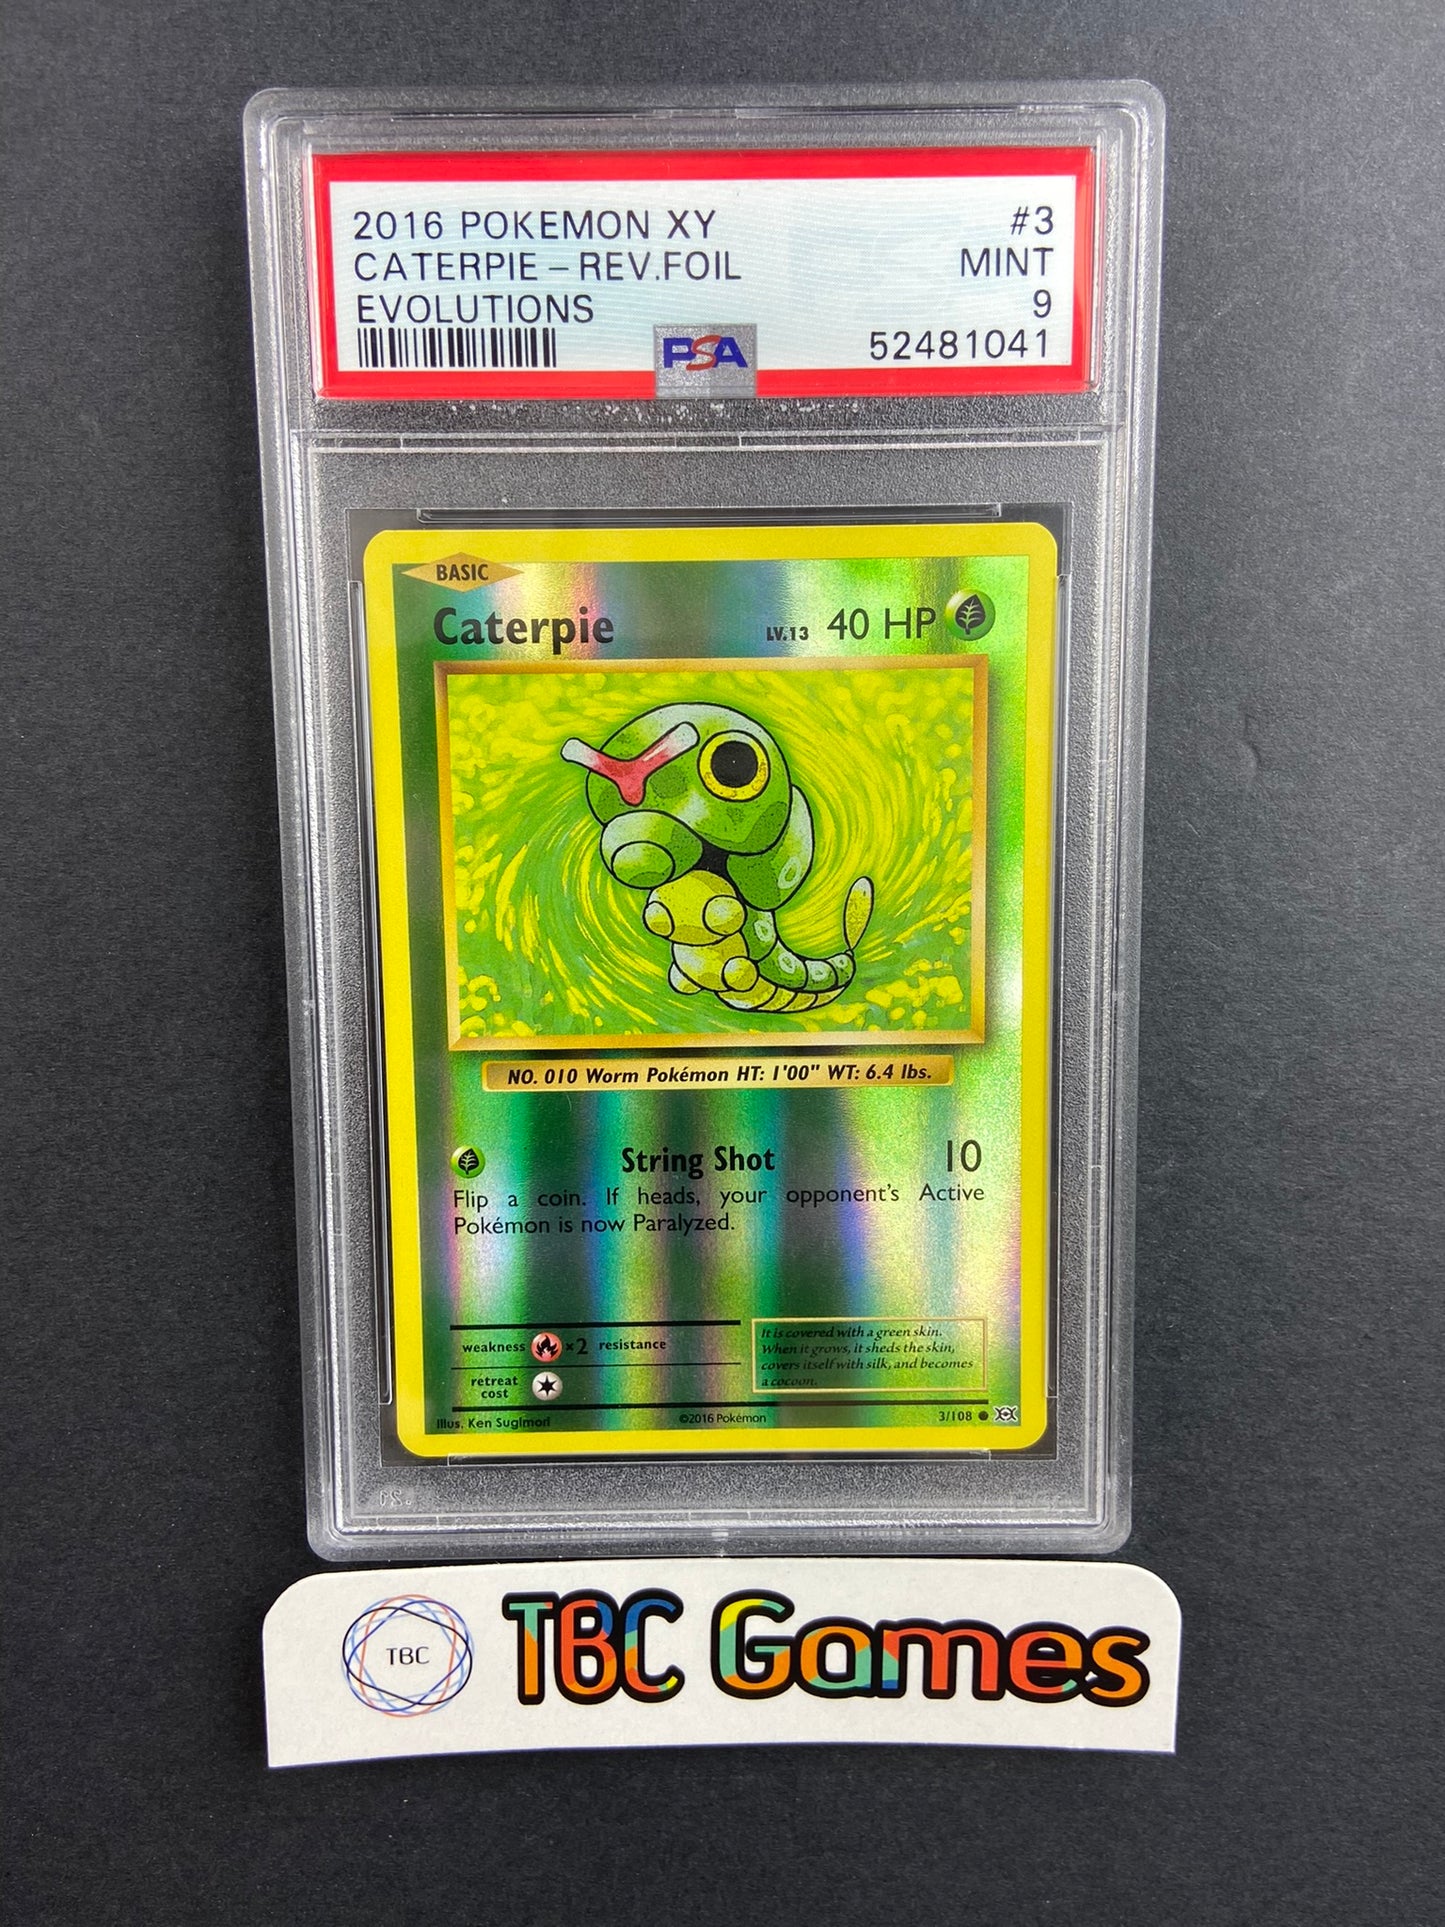 2016 POKEMON XY #3
CATERPIE - REV.FOIL MINT
EVOLUTIONS 9
PSA 52481041
BASIC
Caterpie LV.13 40 HP
NO. 010 Worm Pokémon HT: 1'00" WT: 6.4 lbs.
String Shot 10
Flip a coin. If heads, your opponent's Active
Pokémon is now Paralyzed.
weakness ×2 resistance
retreat
cost
It is covered with a green skin.
When it grows, it sheds the skin,
covers itself with silk, and becomes
a cocoon.
Illus. Ken Sugimori ©2016 Pokémon 3/108
TBC TBC Games